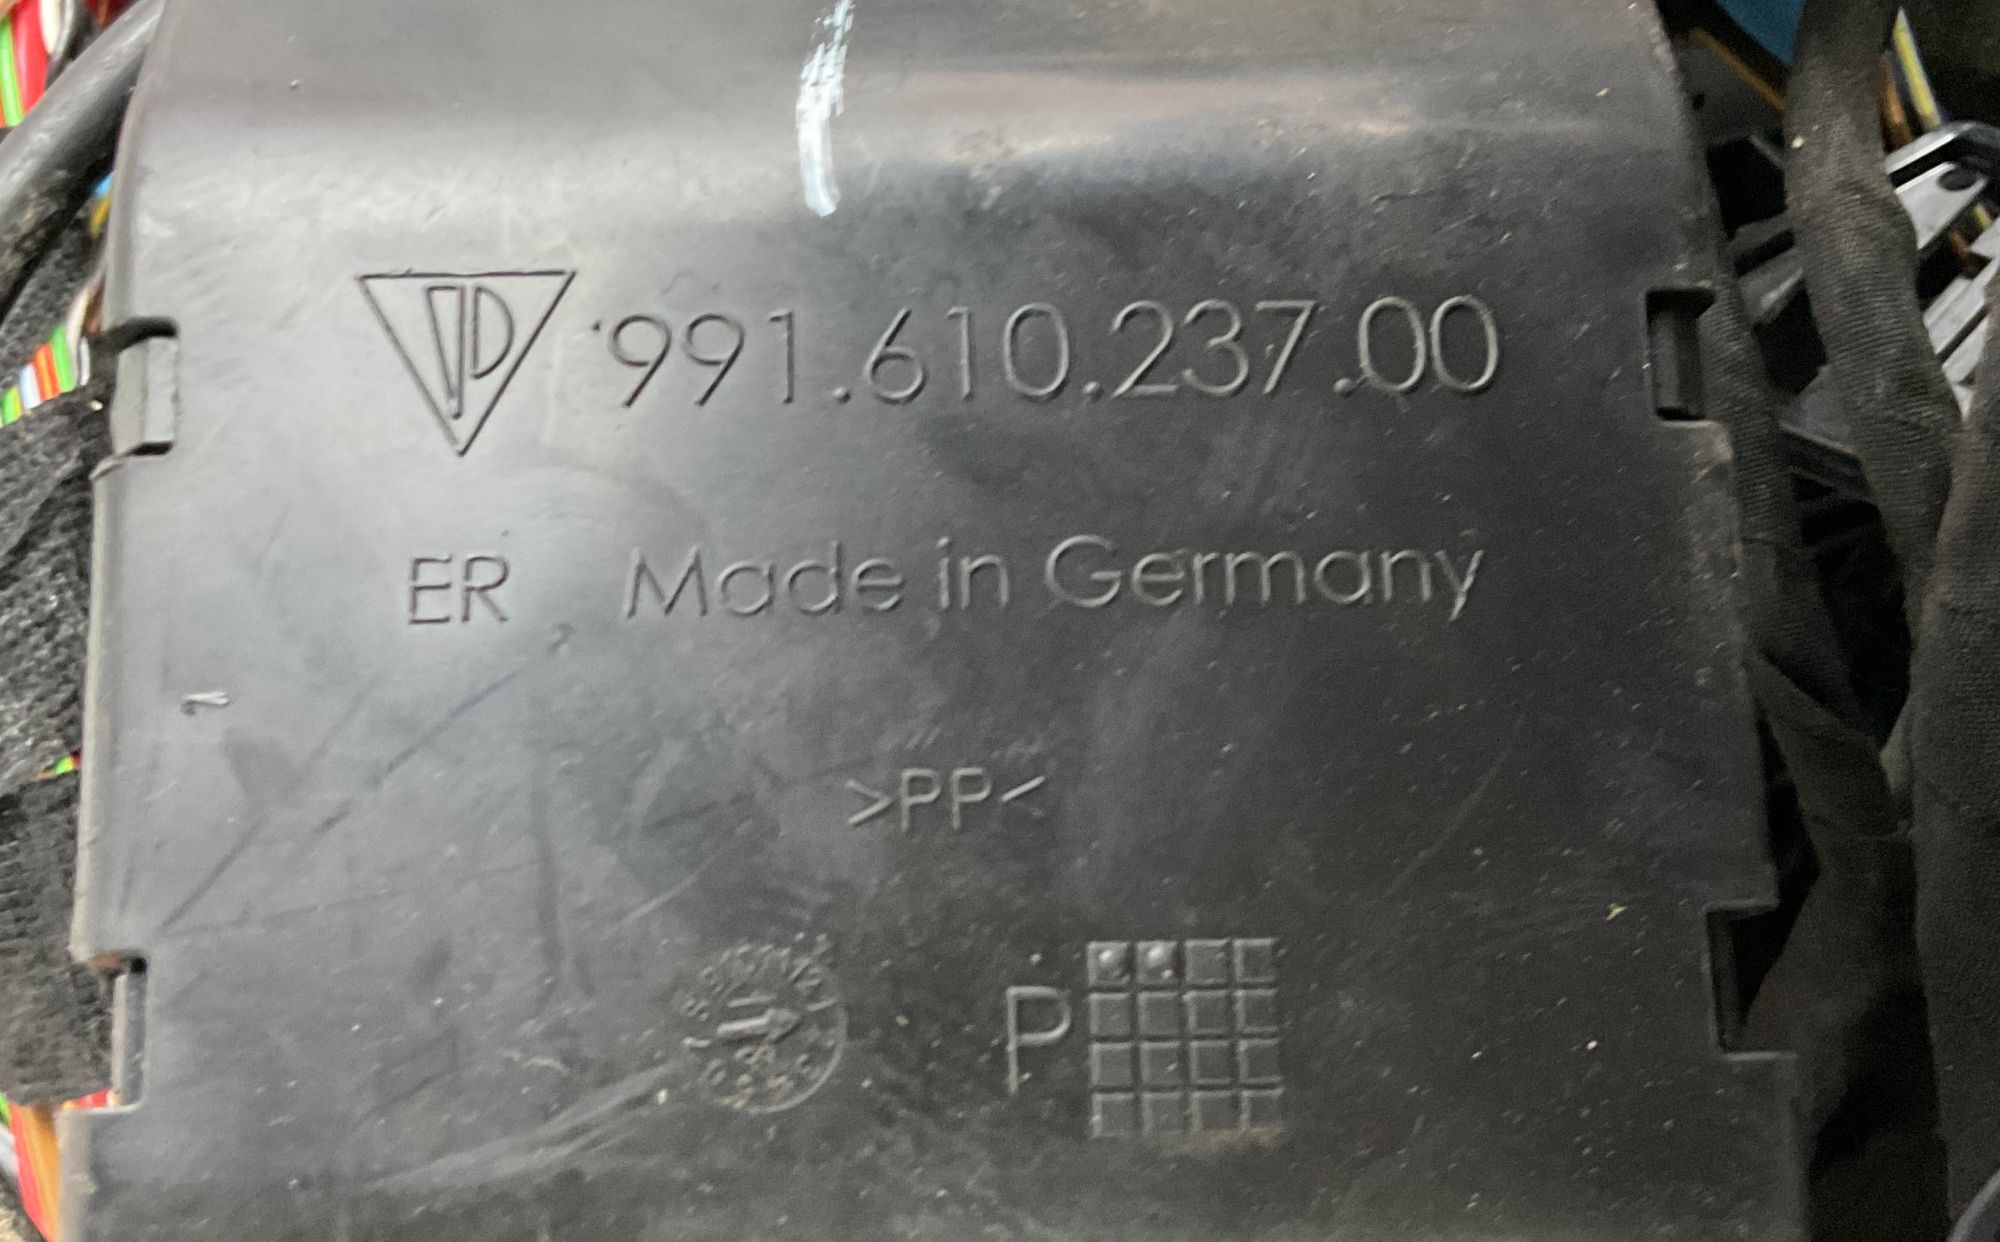 991.610.237.00
ER Made in Germany
>PP<
P